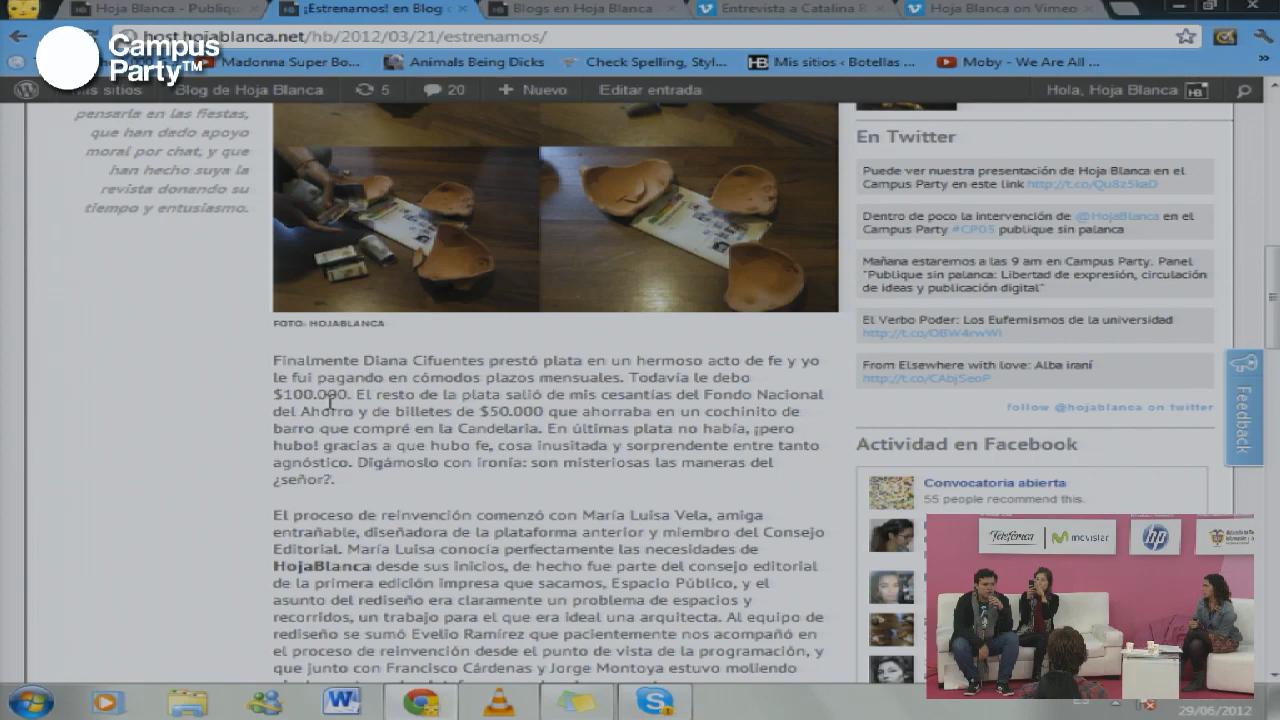 Hoja Blanca - Publiqu
¡Estrenamos! en Blog
Blogs en Hoja Blanca
Entrevista a Catalina R
Hoja Blanca on Vimeo
host.hojablanca.net/hb/2012/03/21/estrenamos/
Campus
Party™
Madonna Super Bo...
Animals Being Dicks
Check Spelling, Styl...
HB Mis sitios ‹ Botellas ...
Moby - We Are All ...
»
Mis sitios
Blog de Hoja Blanca
5
20
+ Nuevo
Editar entrada
Hola, Hoja Blanca HB
pensarla en las fiestas,
que han dado apoyo
moral por chat, y que
han hecho suya la
revista donando su
tiempo y entusiasmo.
FOTO: HOJABLANCA
Finalmente Diana Cifuentes prestó plata en un hermoso acto de fe y yo
le fui pagando en cómodos plazos mensuales. Todavía le debo
$100.000. El resto de la plata salió de mis cesantías del Fondo Nacional
del Ahorro y de billetes de $50.000 que ahorraba en un cochinito de
barro que compré en la Candelaria. En últimas plata no había, ¡pero
hubo! gracias a que hubo fe, cosa inusitada y sorprendente entre tanto
agnóstico. Digámoslo con ironía: son misteriosas las maneras del
¿señor?.
El proceso de reinvención comenzó con María Luisa Vela, amiga
entrañable, diseñadora de la plataforma anterior y miembro del Consejo
Editorial. María Luisa conocía perfectamente las necesidades de
HojaBlanca desde sus inicios, de hecho fue parte del consejo editorial
de la primera edición impresa que sacamos, Espacio Público, y el
asunto del rediseño era claramente un problema de espacios y
recorridos, un trabajo para el que era ideal una arquitecta. Al equipo de
rediseño se sumó Evelio Ramírez que pacientemente nos acompañó en
el proceso de reinvención desde el punto de vista de la programación, y
que junto con Francisco Cárdenas y Jorge Montoya estuvo moliendo
En Twitter
Puede ver nuestra presentación de Hoja Blanca en el
Campus Party en este link http://t.co/Qu8z5kaD
Dentro de poco la intervención de @HojaBlanca en el
Campus Party #CP05 publique sin palanca
Mañana estaremos a las 9 am en Campus Party. Panel
"Publique sin palanca: Libertad de expresión, circulación
de ideas y publicación digital"
El Verbo Poder: Los Eufemismos de la universidad
http://t.co/OBW4rwWI
From Elsewhere with love: Alba iraní
http://t.co/CAbjSeoP
follow @hojablanca on twitter
Feedback
Actividad en Facebook
Convocatoria abierta
55 people recommend this.
Telefónica
movistar
hp
ES
29/06/2012